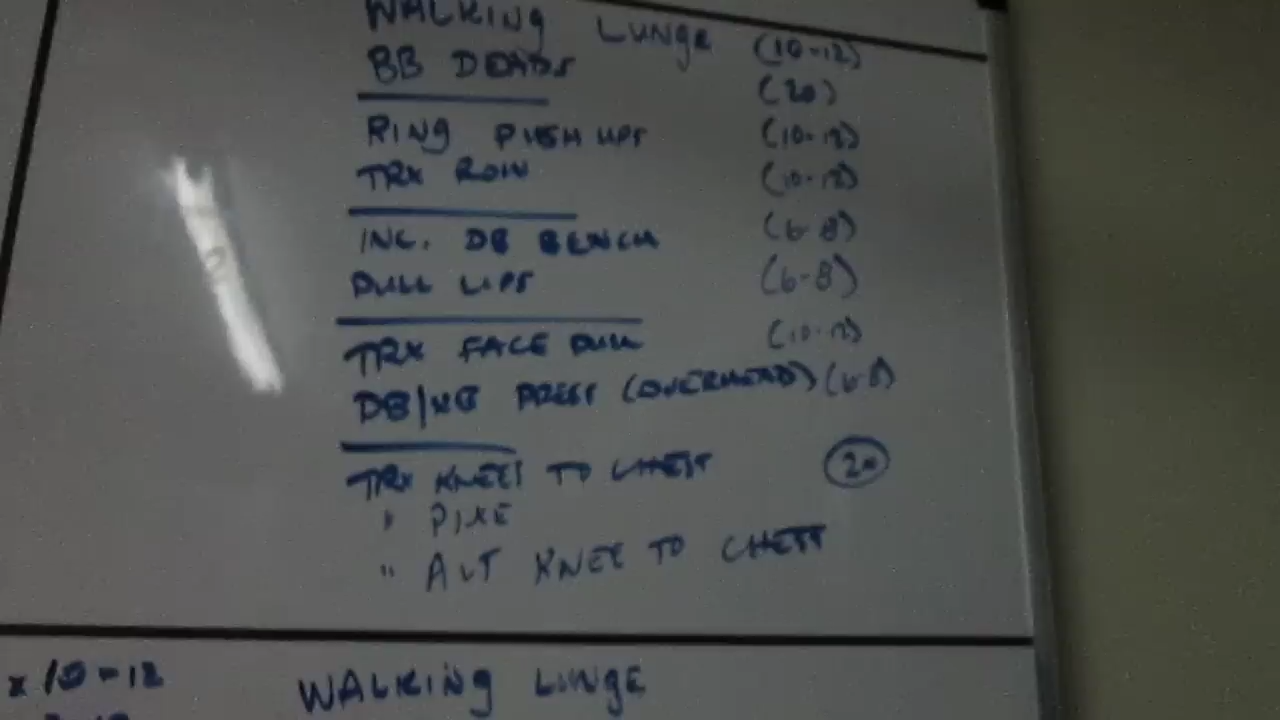 WALKING LUNGE (10-12)
BB DEADS (20)
RING PUSH UPS (10-12)
TRX ROW (10-12)
INC. DB BENCH (6-8)
PULL UPS (6-8)
TRX FACE PULL (10-12)
DB/KB PRESS (OVERHEAD) (6-8)
TRX KNEES TO CHEST 20
" PIKE
" ALT KNEE TO CHEST
x 10-12 WALKING LUNGE